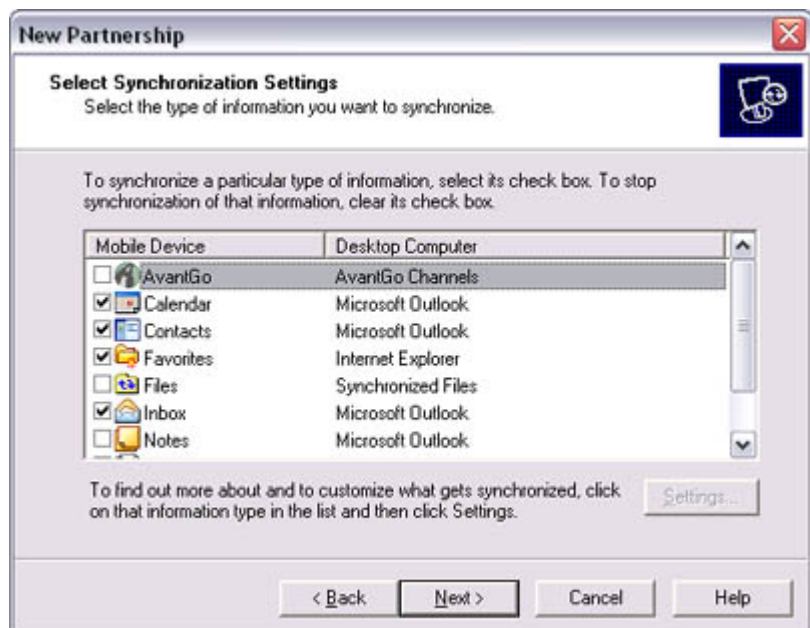 New Partnership
Select Synchronization Settings
Select the type of information you want to synchronize.
To synchronize a particular type of information, select its check box. To stop
synchronization of that information, clear its check box.
Mobile Device Desktop Computer
AvantGo AvantGo Channels
Calendar Microsoft Outlook
Contacts Microsoft Outlook
Favorites Internet Explorer
Files Synchronized Files
Inbox Microsoft Outlook
Notes Microsoft Outlook
To find out more about and to customize what gets synchronized, click
on that information type in the list and then click Settings.
Settings...
< Back Next > Cancel Help